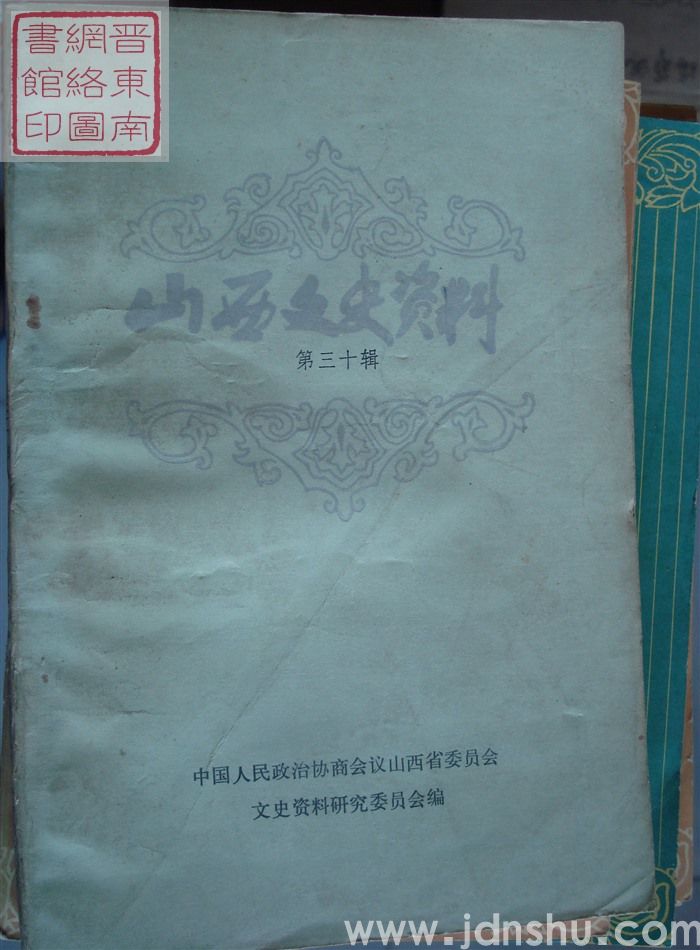 晋東南
網絡圖
書館印
山西文史资料
第三十辑
中国人民政治协商会议山西省委员会
文史资料研究委员会编
www.jdnshu.com